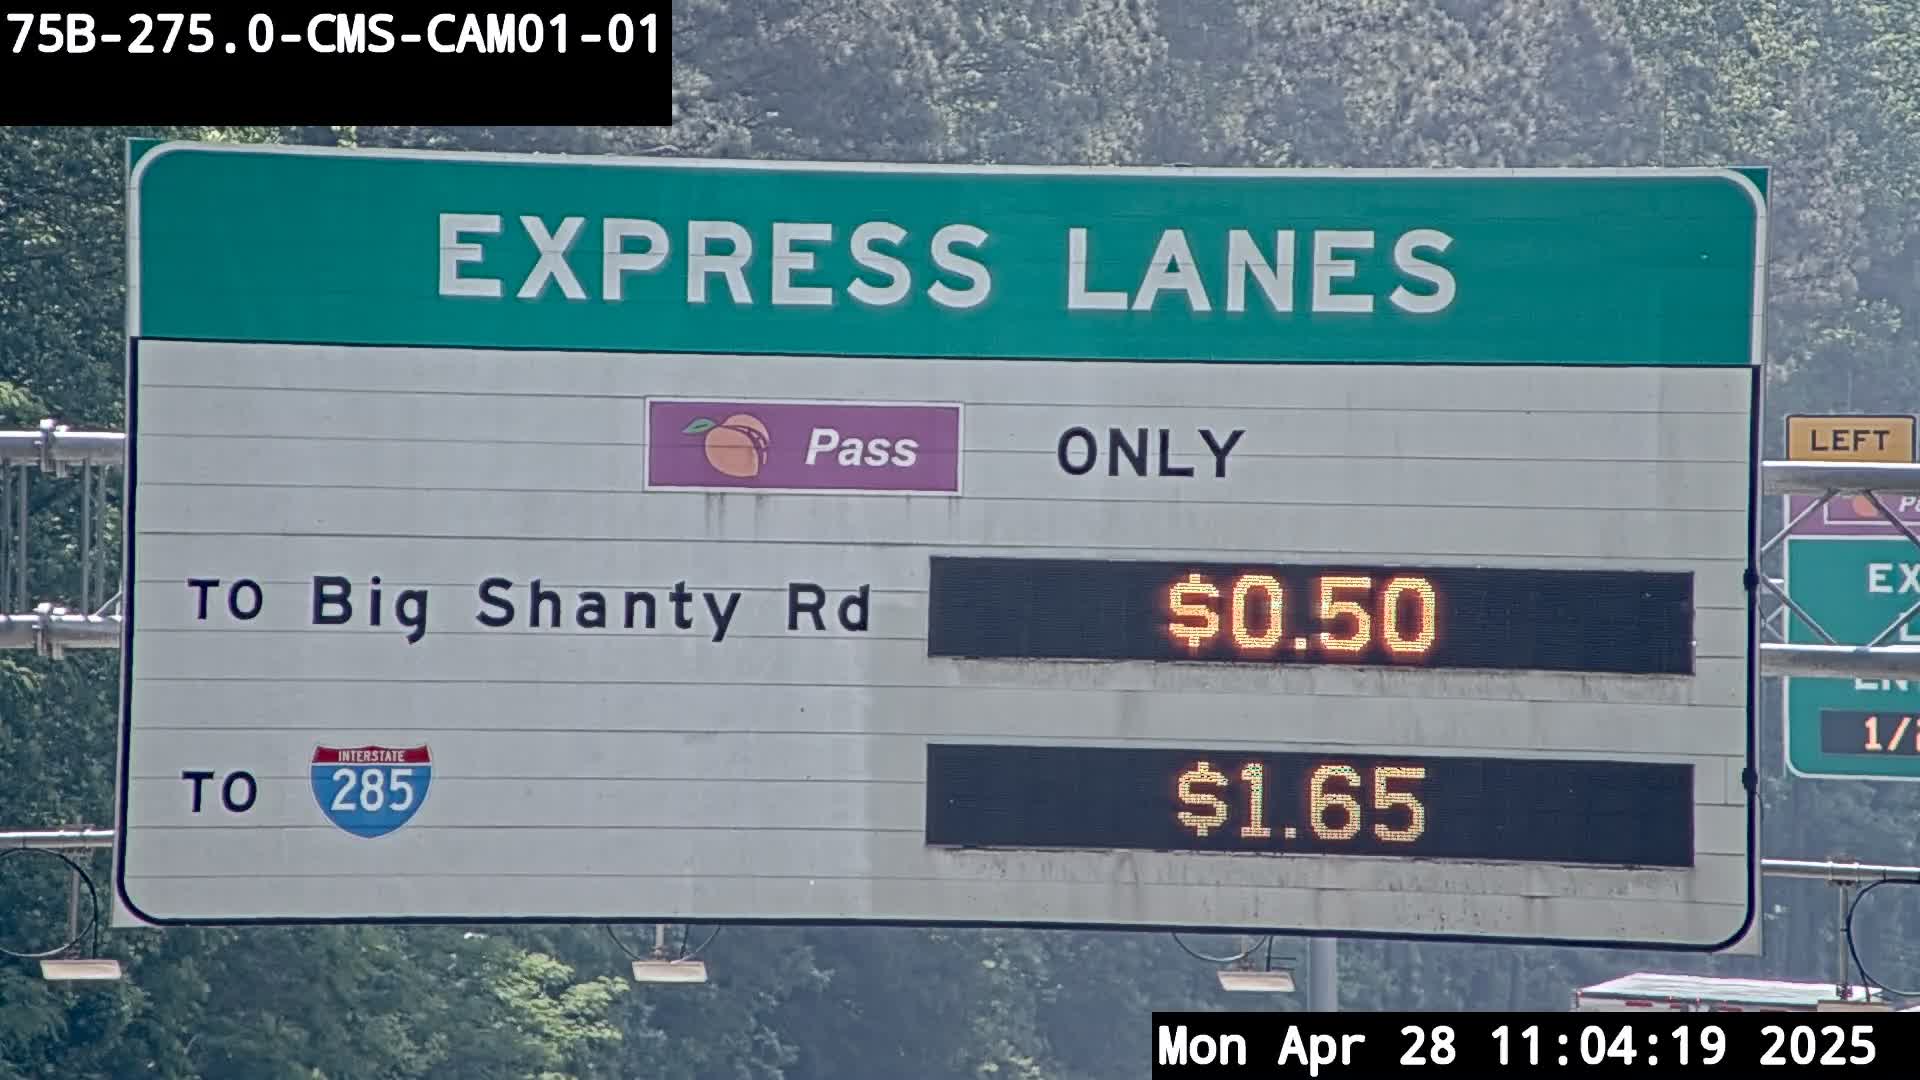 75B-275.0-CMS-CAM01-01
EXPRESS LANES
Pass ONLY
TO Big Shanty Rd $0.50
TO INTERSTATE 285 $1.65
LEFT
Mon Apr 28 11:04:19 2025